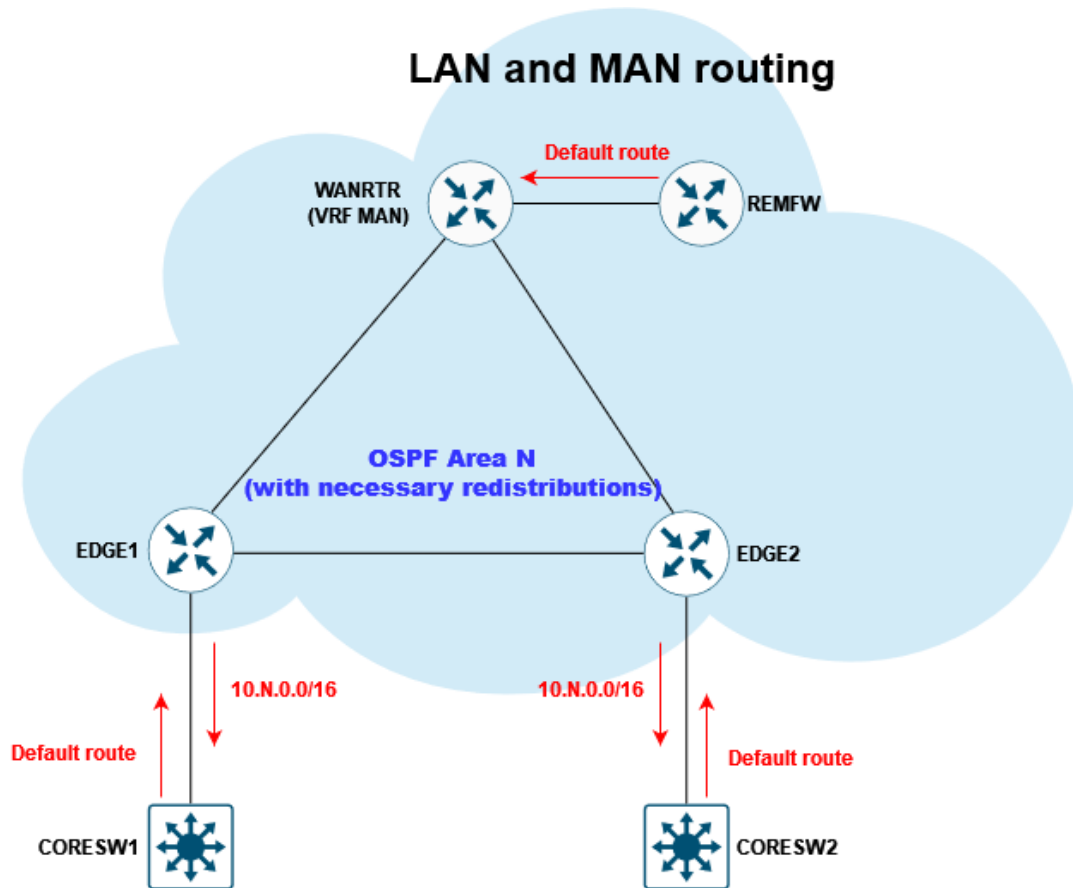 LAN and MAN routing
Default route
WANRTR
(VRF MAN)
REMFW
OSPF Area N
(with necessary redistributions)
EDGE1
EDGE2
10.N.0.0/16
10.N.0.0/16
Default route
Default route
CORESW1
CORESW2